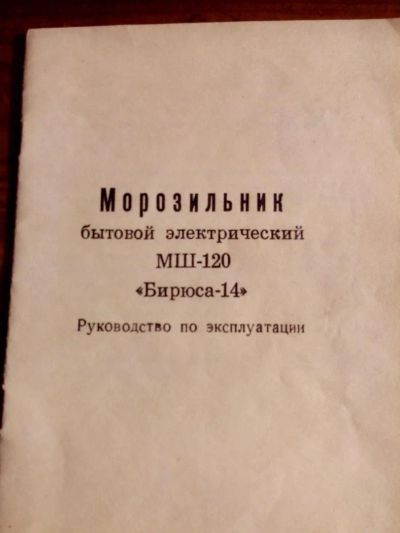 Морозильник
бытовой электрический
МШ-120
«Бирюса-14»
Руководство по эксплуатации